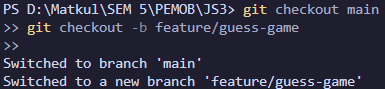 PS D:\Matkul\SEM 5\PEMOB\JS3> git checkout main
>> git checkout -b feature/guess-game
>>
Switched to branch 'main'
Switched to a new branch 'feature/guess-game'